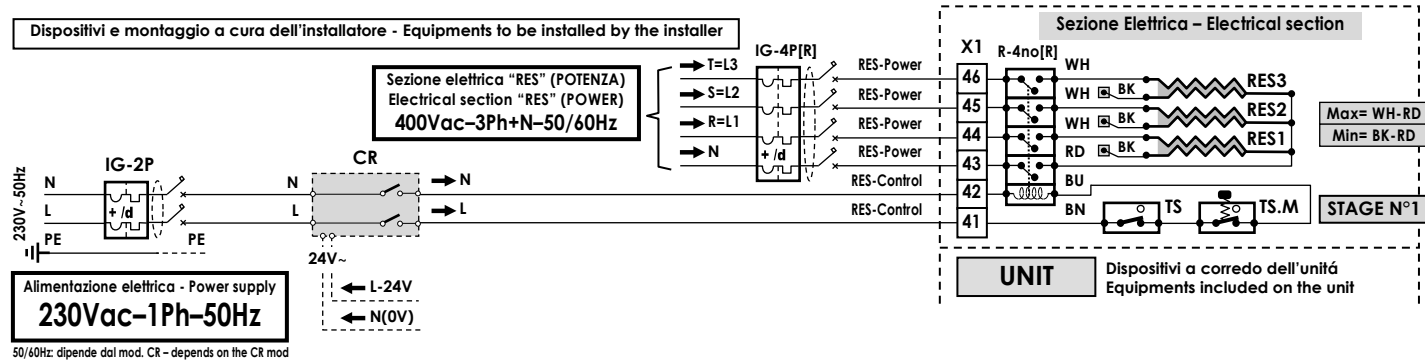 Dispositivi e montaggio a cura dell'installatore - Equipments to be installed by the installer
Sezione elettrica "RES" (POTENZA)
Electrical section "RES" (POWER)
400Vac–3Ph+N–50/60Hz
IG-4P[R]
T=L3
S=L2
R=L1
N
+ /d
RES-Power
RES-Power
RES-Power
RES-Power
RES-Control
RES-Control
Sezione Elettrica – Electrical section
X1
R-4no[R]
46
45
44
43
42
41
WH
WH BK
WH BK
RD BK
BU
BN
RES3
RES2
RES1
Max= WH-RD
Min= BK-RD
TS
TS.M
STAGE N°1
UNIT
Dispositivi a corredo dell'unitá
Equipments included on the unit
230V~50Hz
IG-2P
N
L
PE
+ /d
PE
CR
N
L
N
L
24V~
L-24V
N(0V)
Alimentazione elettrica - Power supply
230Vac–1Ph–50Hz
50/60Hz: dipende dal mod. CR – depends on the CR mod